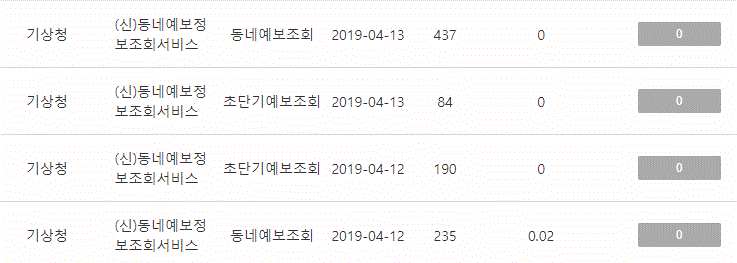 기상청 (신)동네예보정보조회서비스 동네예보조회 2019-04-13 437 0 0
기상청 (신)동네예보정보조회서비스 초단기예보조회 2019-04-13 84 0 0
기상청 (신)동네예보정보조회서비스 초단기예보조회 2019-04-12 190 0 0
기상청 (신)동네예보정보조회서비스 동네예보조회 2019-04-12 235 0.02 0